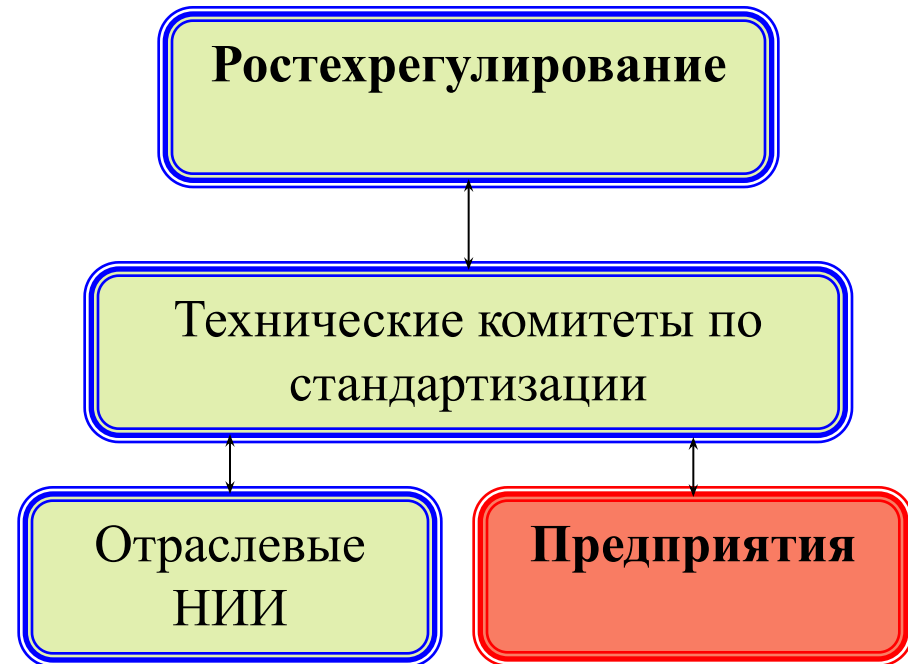 Ростехрегулирование
Технические комитеты по
стандартизации
Отраслевые
НИИ
Предприятия